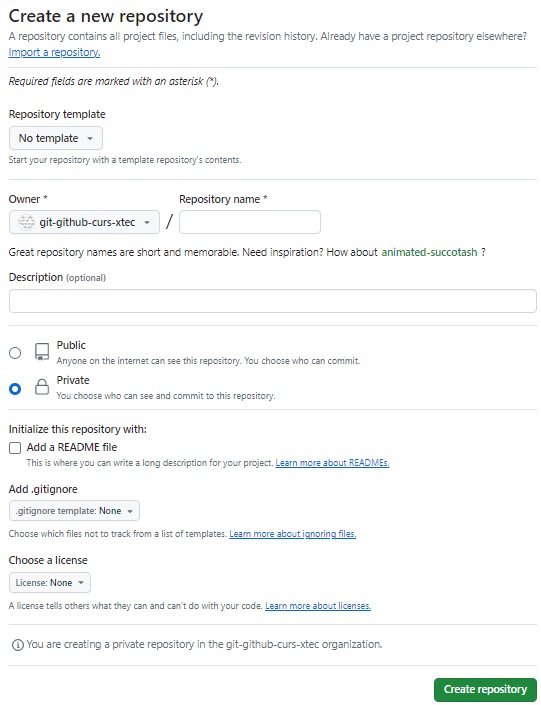 Create a new repository
A repository contains all project files, including the revision history. Already have a project repository elsewhere?
Import a repository.
Required fields are marked with an asterisk (*).
Repository template
No template
Start your repository with a template repository's contents.
Owner * Repository name *
git-github-curs-xtec /
Great repository names are short and memorable. Need inspiration? How about animated-succotash ?
Description (optional)
Public
Anyone on the internet can see this repository. You choose who can commit.
Private
You choose who can see and commit to this repository.
Initialize this repository with:
Add a README file
This is where you can write a long description for your project. Learn more about READMEs.
Add .gitignore
.gitignore template: None
Choose which files not to track from a list of templates. Learn more about ignoring files.
Choose a license
License: None
A license tells others what they can and can't do with your code. Learn more about licenses.
You are creating a private repository in the git-github-curs-xtec organization.
Create repository